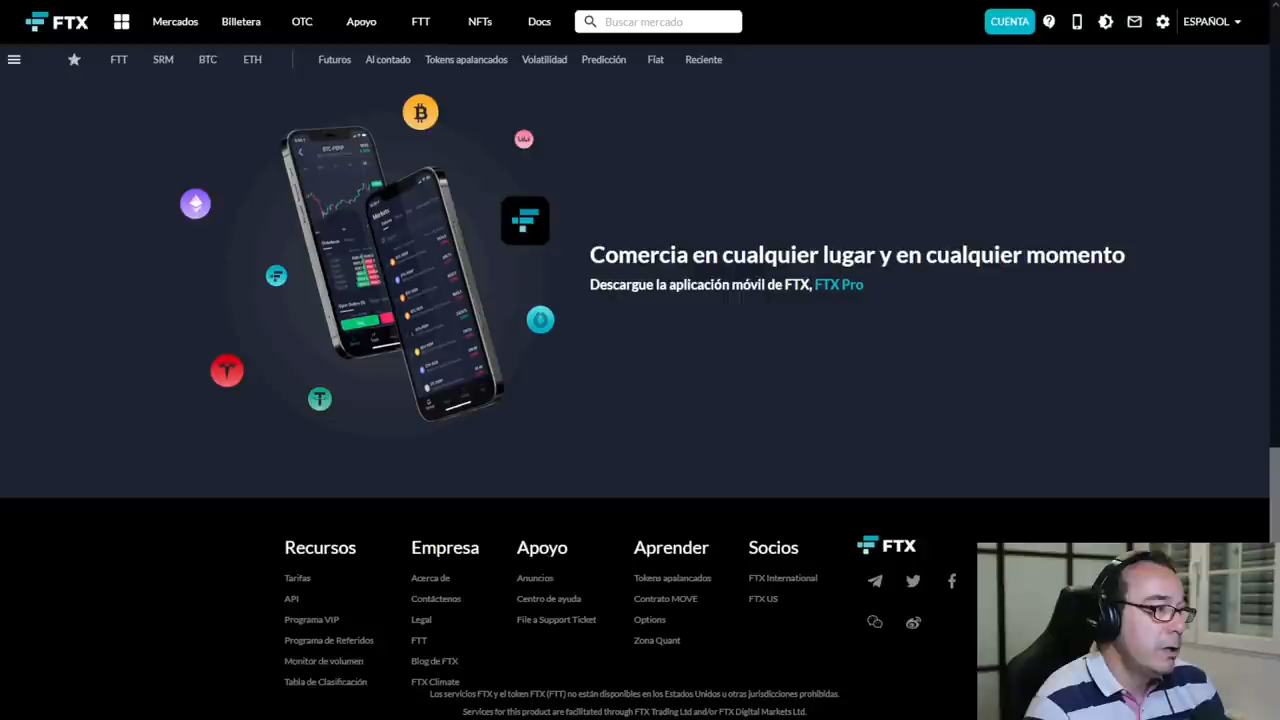 FTX
Mercados
Billetera
OTC
Apoyo
FTT
NFTs
Docs
Buscar mercado
CUENTA
ESPAÑOL
FTT
SRM
BTC
ETH
Futuros
Al contado
Tokens apalancados
Volatilidad
Predicción
Fiat
Reciente
BTC-PERP
Markets
Comercia en cualquier lugar y en cualquier momento
Descargue la aplicación móvil de FTX, FTX Pro
Recursos
Tarifas
API
Programa VIP
Programa de Referidos
Monitor de volumen
Tabla de Clasificación
Empresa
Acerca de
Contáctenos
Legal
FTT
Blog de FTX
FTX Climate
Apoyo
Anuncios
Centro de ayuda
File a Support Ticket
Aprender
Tokens apalancados
Contrato MOVE
Options
Zona Quant
Socios
FTX International
FTX US
FTX
Los servicios FTX y el token FTX (FTT) no están disponibles en los Estados Unidos u otras jurisdicciones prohibidas.
Services for this product are facilitated through FTX Trading Ltd and/or FTX Digital Markets Ltd.